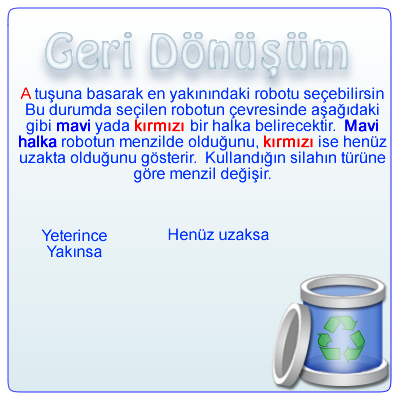 Geri Dönüşüm
A tuşuna basarak en yakınındaki robotu seçebilirsin
Bu durumda seçilen robotun çevresinde aşağıdaki
gibi mavi yada kırmızı bir halka belirecektir. Mavi
halka robotun menzilde olduğunu, kırmızı ise henüz
uzakta olduğunu gösterir. Kullandığın silahın türüne
göre menzil değişir.
Yeterince
Yakınsa
Henüz uzaksa